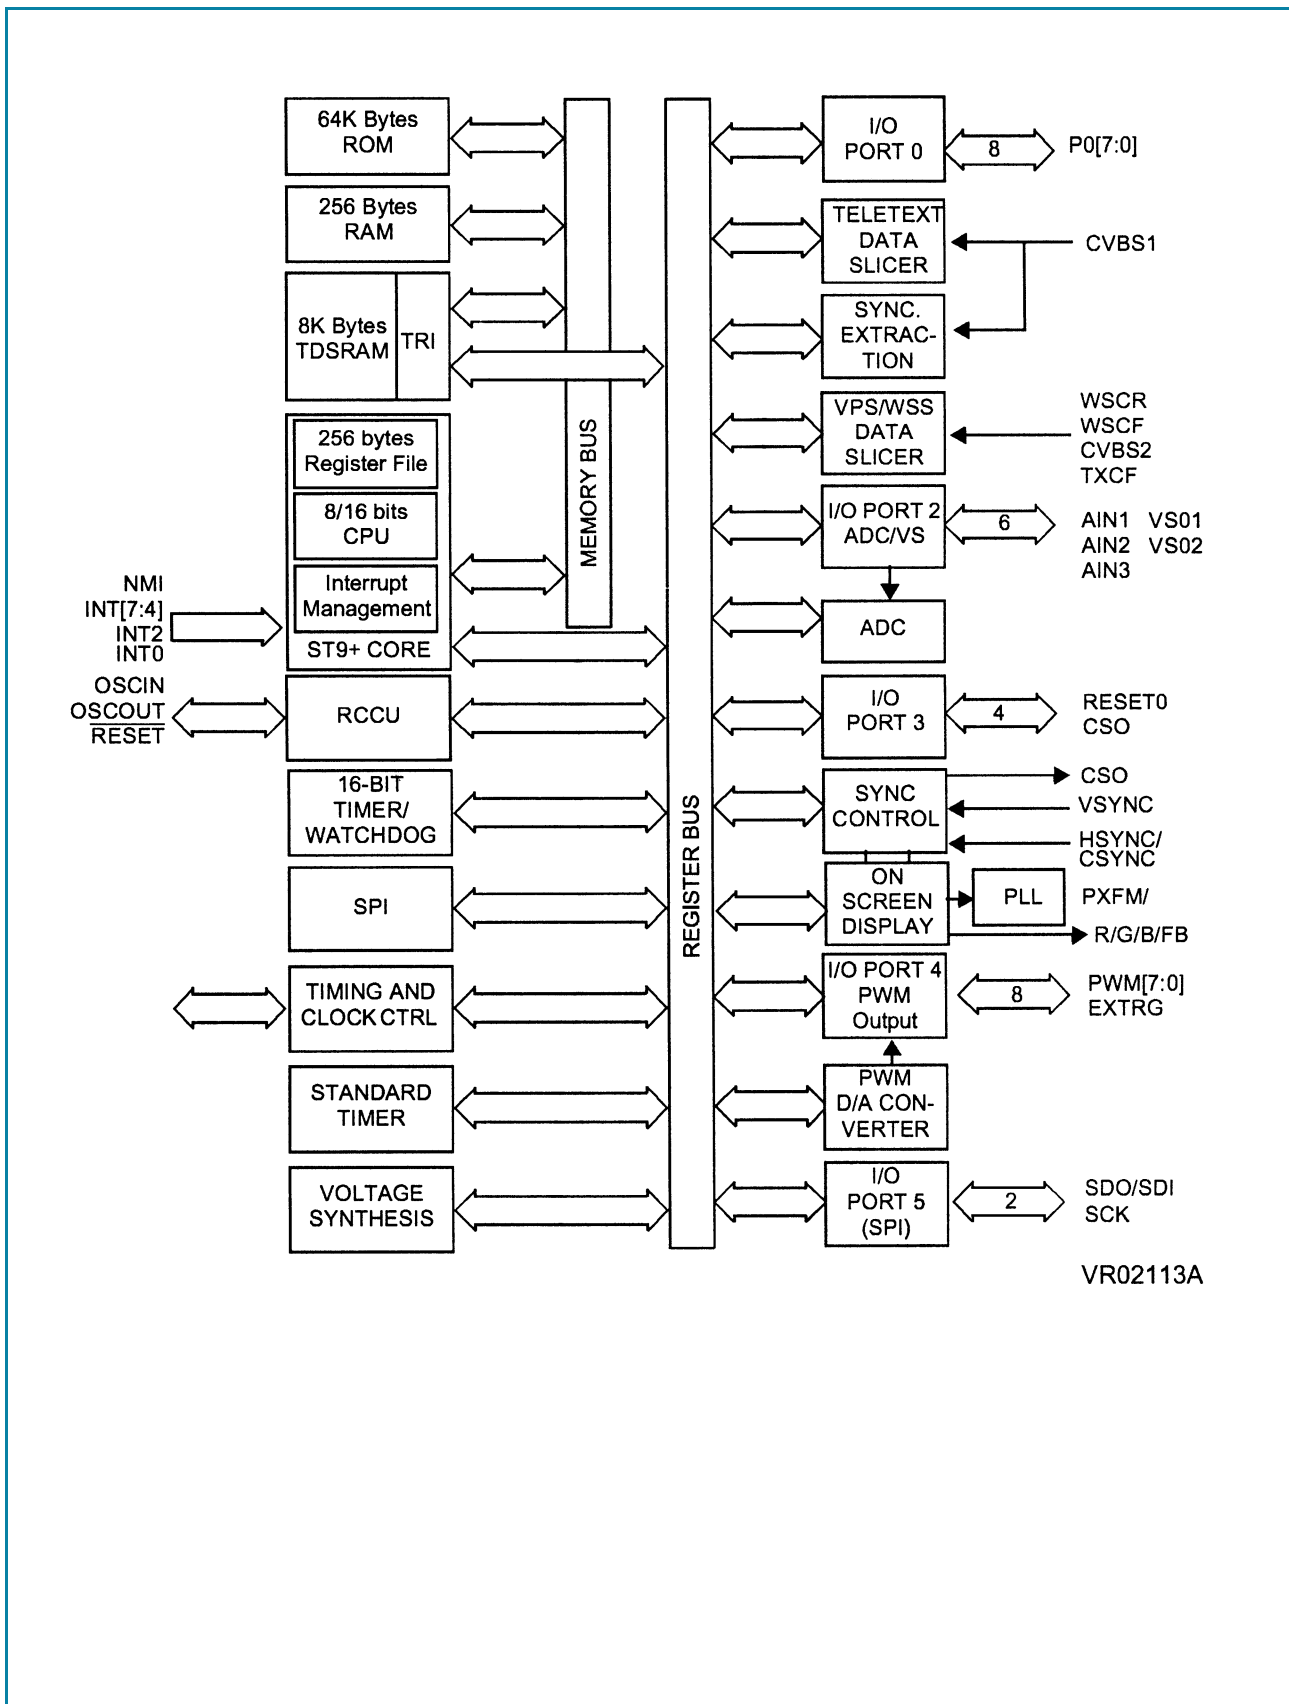 64K Bytes
ROM
256 Bytes
RAM
8K Bytes
TDSRAM
TRI
256 bytes
Register File
8/16 bits
CPU
Interrupt
Management
ST9+ CORE
NMI
INT[7:4]
INT2
INT0
OSCIN
OSCOUT
RESET
RCCU
16-BIT
TIMER/
WATCHDOG
SPI
TIMING AND
CLOCK CTRL
STANDARD
TIMER
VOLTAGE
SYNTHESIS
MEMORY BUS
REGISTER BUS
I/O
PORT 0
8
P0[7:0]
TELETEXT
DATA
SLICER
CVBS1
SYNC.
EXTRAC-
TION
VPS/WSS
DATA
SLICER
WSCR
WSCF
CVBS2
TXCF
I/O PORT 2
ADC/VS
6
AIN1 VS01
AIN2 VS02
AIN3
ADC
I/O
PORT 3
4
RESET0
CSO
SYNC
CONTROL
CSO
VSYNC
HSYNC/
CSYNC
ON
SCREEN
DISPLAY
PLL
PXFM/
R/G/B/FB
I/O PORT 4
PWM
Output
8
PWM[7:0]
EXTRG
PWM
D/A CON-
VERTER
I/O
PORT 5
(SPI)
2
SDO/SDI
SCK
VR02113A